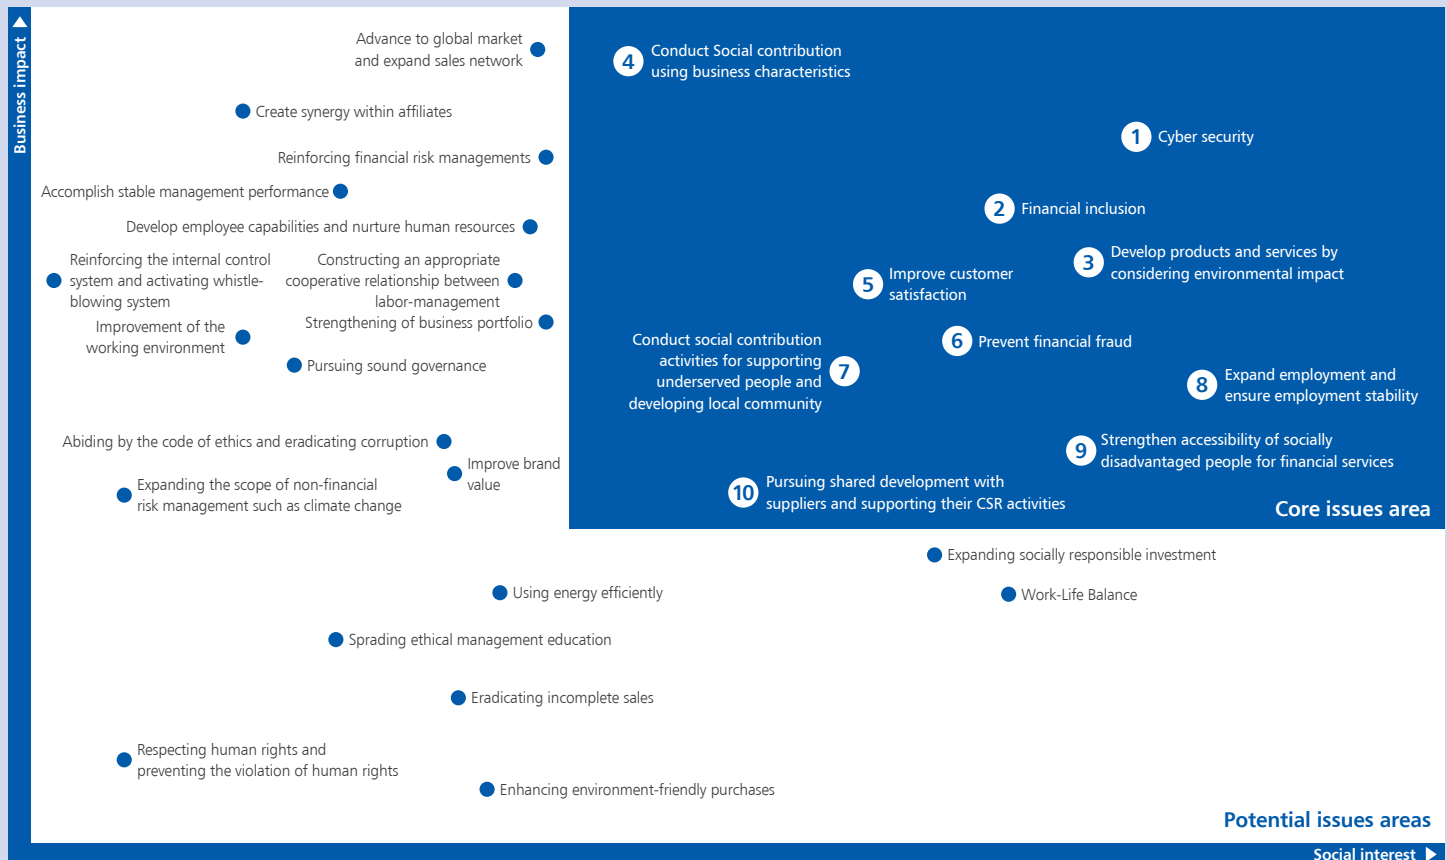 Business impact
Advance to global market
and expand sales network
Create synergy within affiliates
Reinforcing financial risk managements
Accomplish stable management performance
Develop employee capabilities and nurture human resources
Reinforcing the internal control
system and activating whistle-
blowing system
Constructing an appropriate
cooperative relationship between
labor-management
Improvement of the
working environment
Strengthening of business portfolio
Pursuing sound governance
Abiding by the code of ethics and eradicating corruption
Improve brand
value
Expanding the scope of non-financial
risk management such as climate change
4 Conduct Social contribution
using business characteristics
1 Cyber security
2 Financial inclusion
3 Develop products and services by
considering environmental impact
5 Improve customer
satisfaction
6 Prevent financial fraud
Conduct social contribution
activities for supporting
underserved people and
developing local community
7
8 Expand employment and
ensure employment stability
9 Strengthen accessibility of socially
disadvantaged people for financial services
10 Pursuing shared development with
suppliers and supporting their CSR activities
Core issues area
Expanding socially responsible investment
Using energy efficiently
Work-Life Balance
Sprading ethical management education
Eradicating incomplete sales
Respecting human rights and
preventing the violation of human rights
Enhancing environment-friendly purchases
Potential issues areas
Social interest